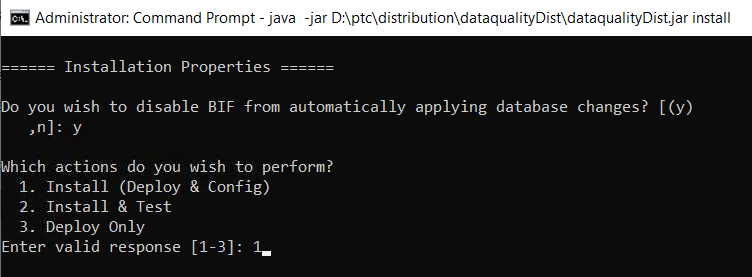 Administrator: Command Prompt - java  -jar D:\ptc\distribution\dataqualityDist\dataqualityDist.jar install
====== Installation Properties ======
Do you wish to disable BIF from automatically applying database changes? [(y)
,n]: y
Which actions do you wish to perform?
1. Install (Deploy & Config)
2. Install & Test
3. Deploy Only
Enter valid response [1-3]: 1